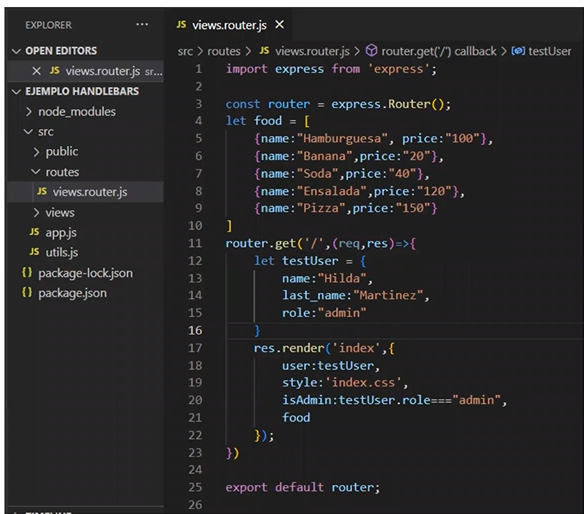 EXPLORER ...
OPEN EDITORS
JS views.router.js sr...
EJEMPLO HANDLEBARS
node_modules
src
public
routes
JS views.router.js
views
JS app.js
JS utils.js
{} package-lock.json
{} package.json
JS views.router.js
src > routes > JS views.router.js > router.get('/') callback > testUser
1 import express from 'express';
2
3 const router = express.Router();
4 let food = [
5 {name:"Hamburguesa", price:"100"},
6 {name:"Banana",price:"20"},
7 {name:"Soda",price:"40"},
8 {name:"Ensalada",price:"120"},
9 {name:"Pizza",price:"150"}
10 ]
11 router.get('/',(req,res)=>{
12 let testUser = {
13 name:"Hilda",
14 last_name:"Martinez",
15 role:"admin"
16 }
17 res.render('index',{
18 user:testUser,
19 style:'index.css',
20 isAdmin:testUser.role==="admin",
21 food
22 });
23 })
24
25 export default router;
26